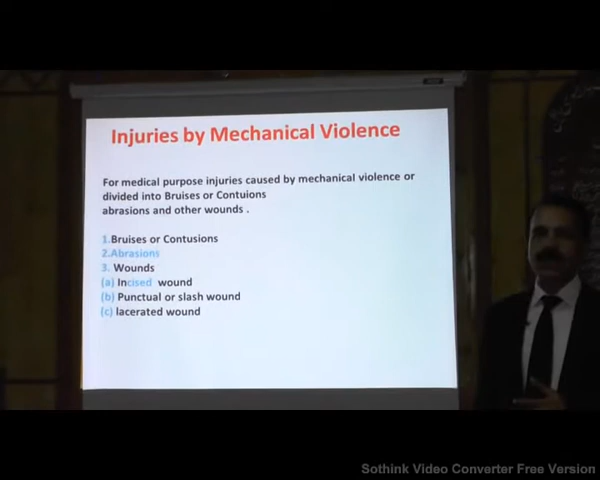 Injuries by Mechanical Violence
For medical purpose injuries caused by mechanical violence or
divided into Bruises or Contuions
abrasions and other wounds .
1.Bruises or Contusions
2.Abrasions
3. Wounds
(a) Incised wound
(b) Punctual or slash wound
(c) lacerated wound
Sothink Video Converter Free Version